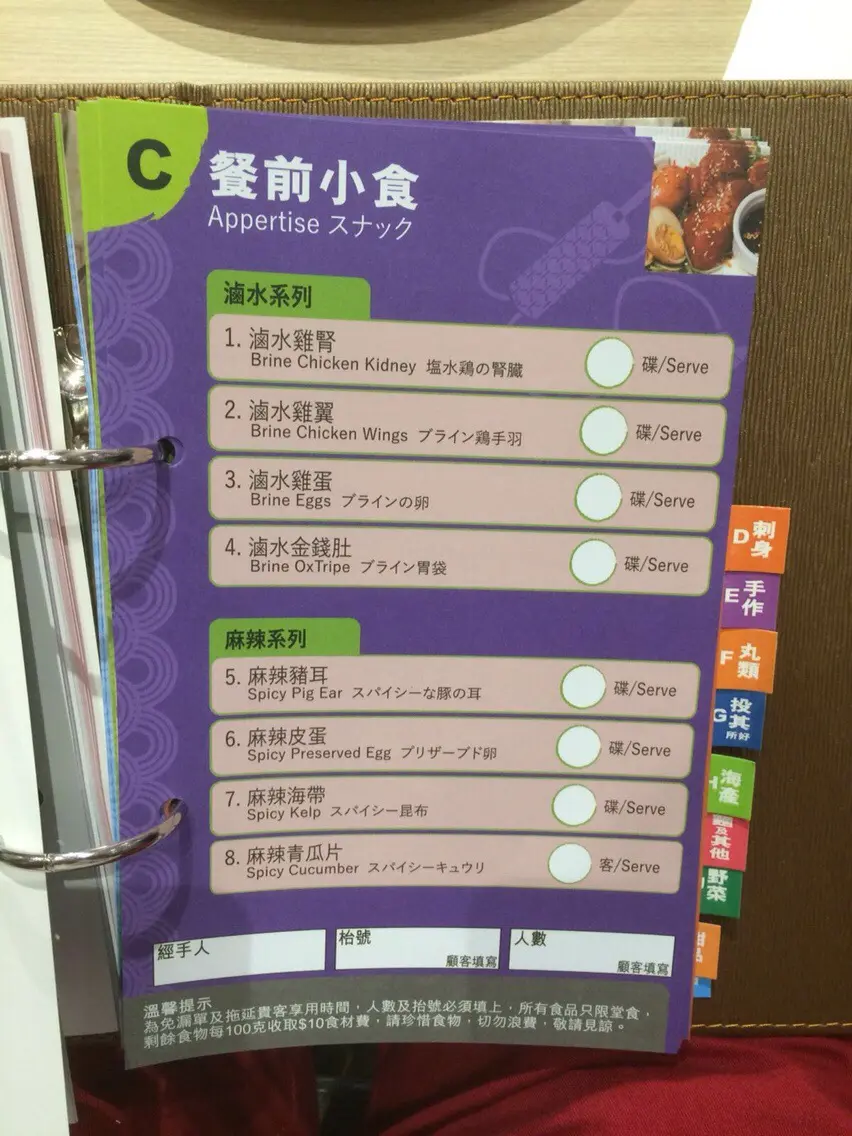 C
餐前小食
Appertise スナック
滷水系列
1. 滷水雞腎
Brine Chicken Kidney 塩水鶏の腎臓
碟/Serve
2. 滷水雞翼
Brine Chicken Wings ブライン鶏手羽
碟/Serve
3. 滷水雞蛋
Brine Eggs ブラインの卵
碟/Serve
4. 滷水金錢肚
Brine OxTripe ブライン胃袋
碟/Serve
麻辣系列
5. 麻辣豬耳
Spicy Pig Ear スパイシーな豚の耳
碟/Serve
6. 麻辣皮蛋
Spicy Preserved Egg プリザーブド卵
碟/Serve
7. 麻辣海帶
Spicy Kelp スパイシー昆布
碟/Serve
8. 麻辣青瓜片
Spicy Cucumber スパイシーキュウリ
客/Serve
經手人
枱號
顧客填寫
人數
顧客填寫
溫馨提示
為免漏單及拖延貴客享用時間，人數及枱號必須填上，所有食品只限堂食，
剩餘食物每100克收取$10食材費，請珍惜食物，切勿浪費，敬請見諒。
D 刺身
E 手作
F 丸類
G 投其所好
H 海產
及其他
野菜